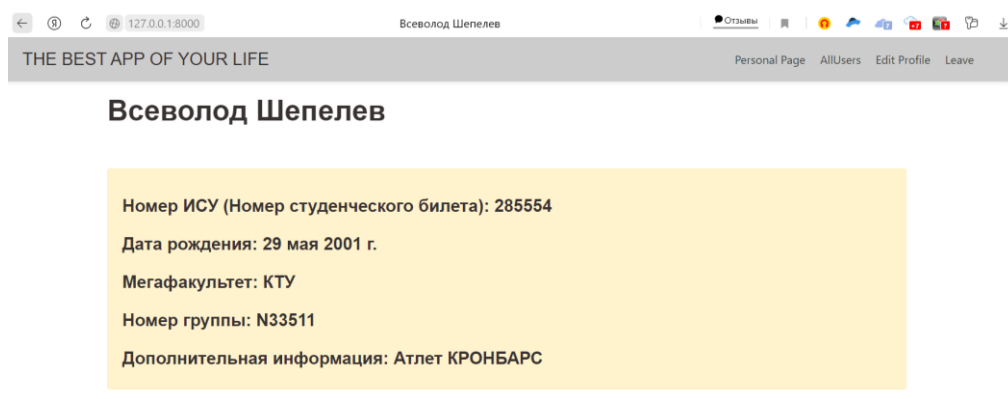 127.0.0.1:8000 Всеволод Шепелев Отзывы
THE BEST APP OF YOUR LIFE Personal Page AllUsers Edit Profile Leave
Всеволод Шепелев
Номер ИСУ (Номер студенческого билета): 285554
Дата рождения: 29 мая 2001 г.
Мегафакультет: КТУ
Номер группы: N33511
Дополнительная информация: Атлет КРОНБАРС